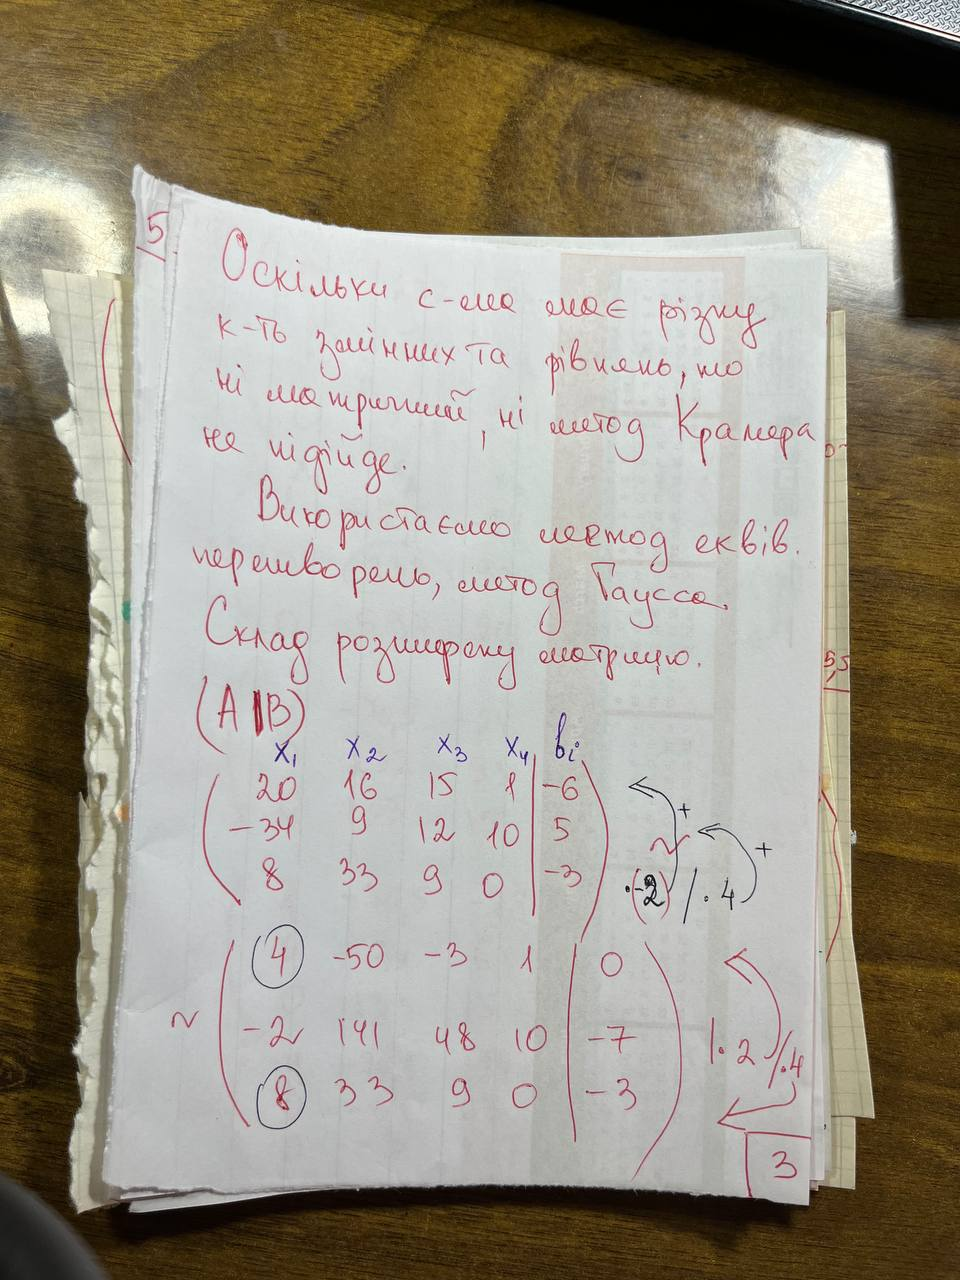 5
Оскільки с-ма має різну
к-ть змінних та рівнянь, то
ні матричний, ні метод Крамера
не підійде.
Використаємо метод еквів.
перетворень, метод Гаусса.
Склад розширену матрицю.
(A|B)
x₁ x₂ x₃ x₄ bᵢ
20 16 15 1 | -6
-34 9 12 10 | 5 ~ + +
8 33 9 0 | -3 ·(-2) /·4
4 -50 -3 1 | 0
~ -2 141 48 10 | -7 |·2 /·4
8 33 9 0 | -3
3
5,5